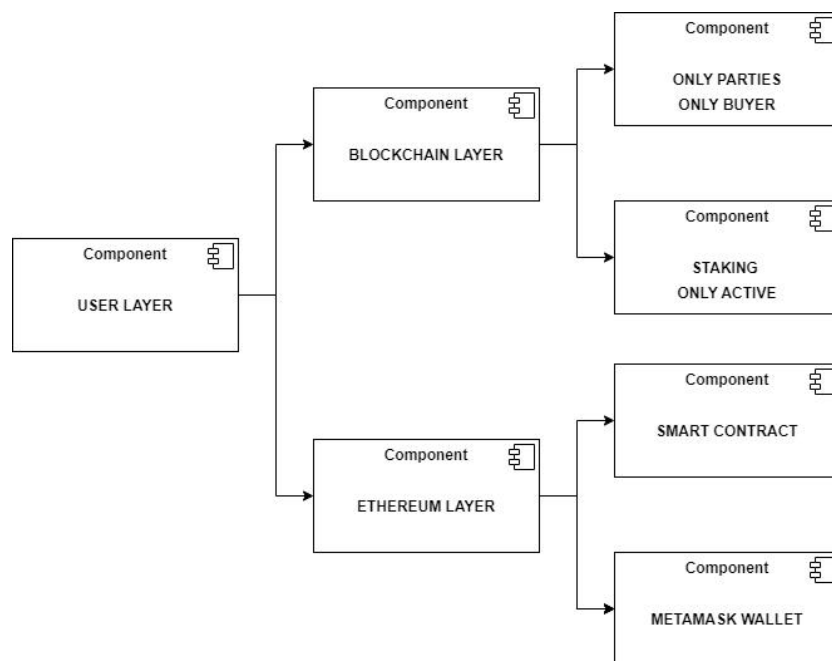 Component
USER LAYER
Component
BLOCKCHAIN LAYER
Component
ETHEREUM LAYER
Component
ONLY PARTIES
ONLY BUYER
Component
STAKING
ONLY ACTIVE
Component
SMART CONTRACT
Component
METAMASK WALLET